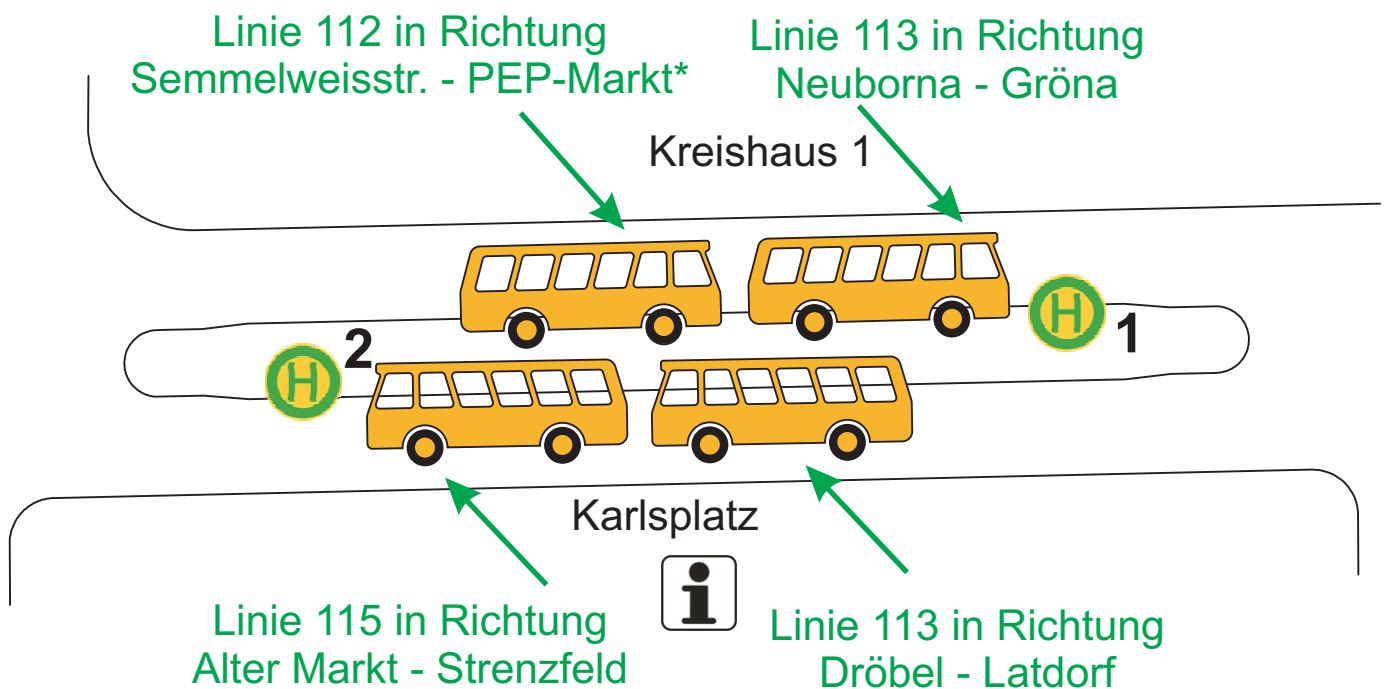 Linie 112 in Richtung
Semmelweisstr. - PEP-Markt*
Linie 113 in Richtung
Neuborna - Gröna
Kreishaus 1
H
1
2
H
Karlsplatz
i
Linie 115 in Richtung
Alter Markt - Strenzfeld
Linie 113 in Richtung
Dröbel - Latdorf